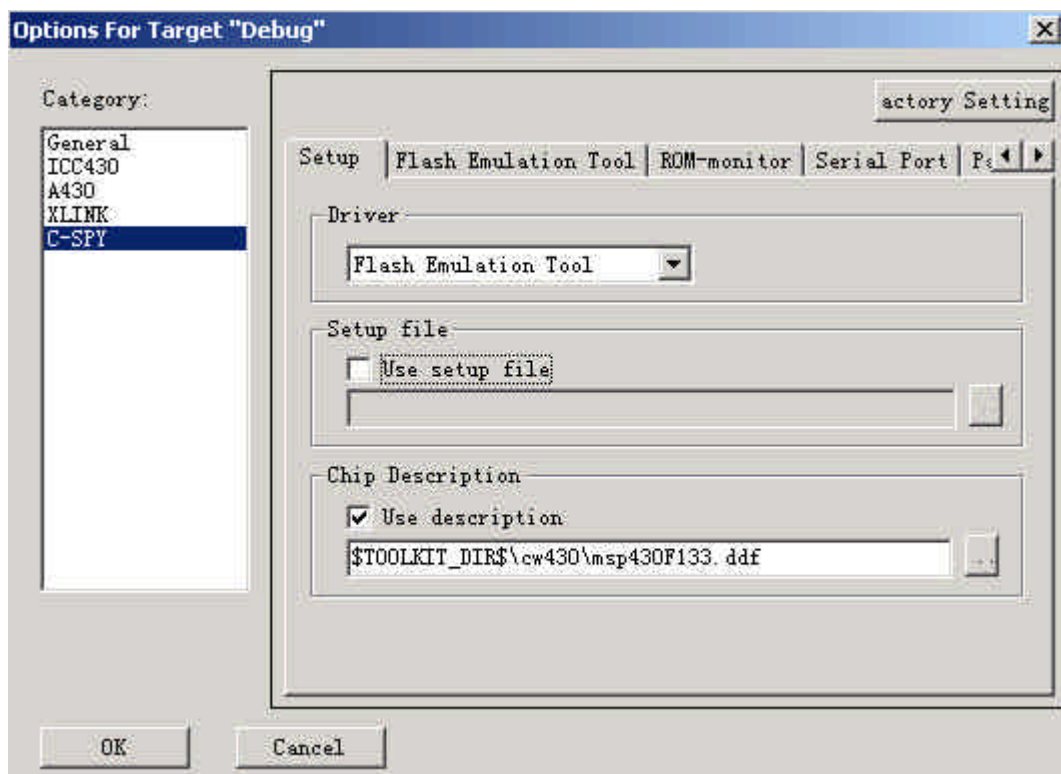 Options For Target "Debug"
Category:
actory Setting
General
ICC430
A430
XLINK
C-SPY
Setup
Flash Emulation Tool
ROM-monitor
Serial Port
Driver
Flash Emulation Tool
Setup file
Use setup file
Chip Description
Use description
$TOOLKIT_DIR$\cw430\msp430F133.ddf
..
OK
Cancel